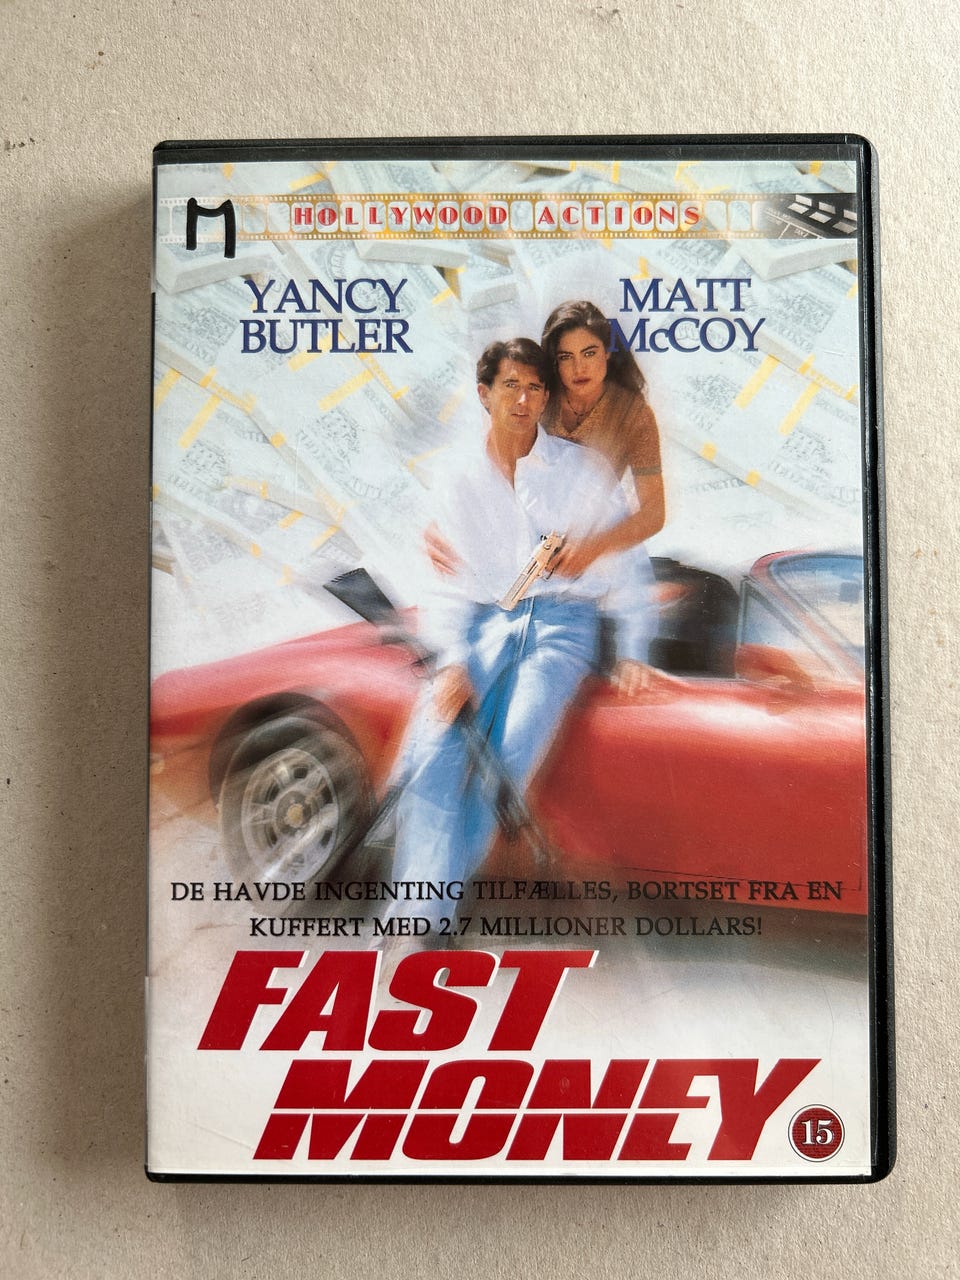 M
HOLLYWOOD ACTIONS
YANCY
BUTLER
MATT
McCOY
DE HAVDE INGENTING TILFÆLLES, BORTSET FRA EN
KUFFERT MED 2.7 MILLIONER DOLLARS!
FAST
MONEY
15